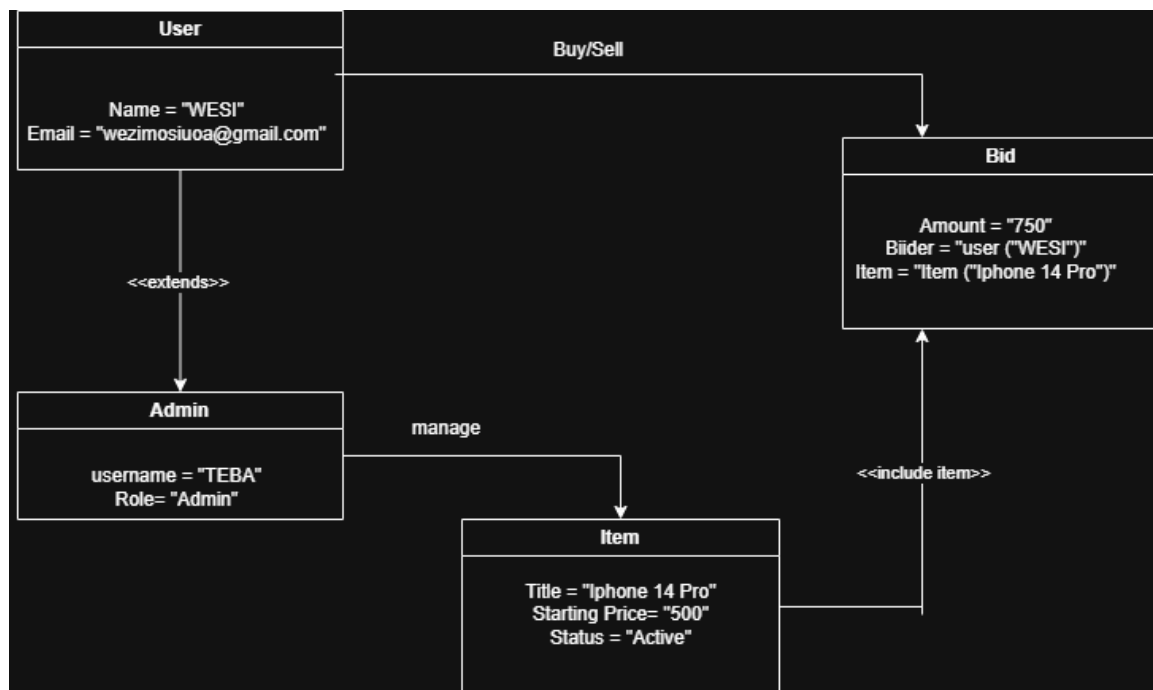 User
Name = "WESI"
Email = "wezimosiuoa@gmail.com"
Buy/Sell
Bid
Amount = "750"
Biider = "user ("WESI")"
Item = "Item ("Iphone 14 Pro")"
<<extends>>
Admin
username = "TEBA"
Role= "Admin"
manage
<<include item>>
Item
Title = "Iphone 14 Pro"
Starting Price= "500"
Status = "Active"